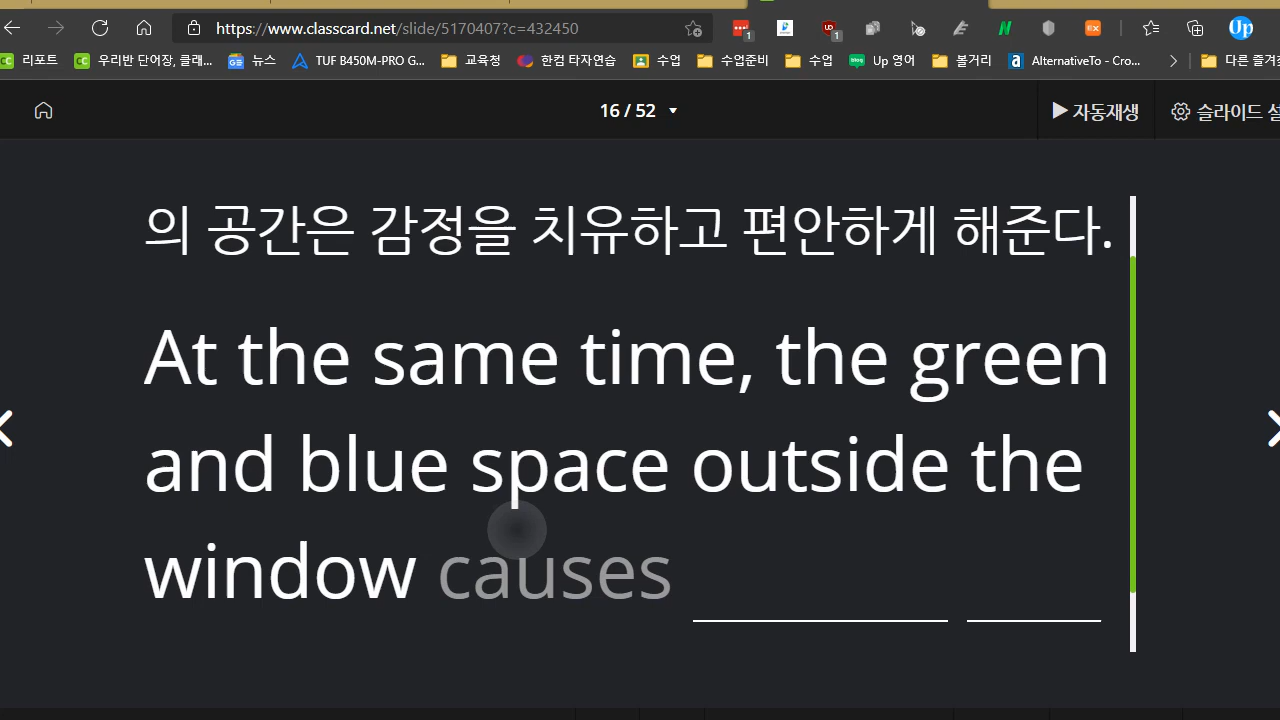 https://www.classcard.net/slide/5170407?c=432450
리포트 우리반 단어장, 클래... 뉴스 TUF B450M-PRO G... 교육청 한컴 타자연습 수업 수업준비 수업 Up 영어 볼거리 AlternativeTo - Cro... 다른 즐겨찾
16 / 52 자동재생 슬라이드 설
의 공간은 감정을 치유하고 편안하게 해준다.
At the same time, the green
and blue space outside the
window causes